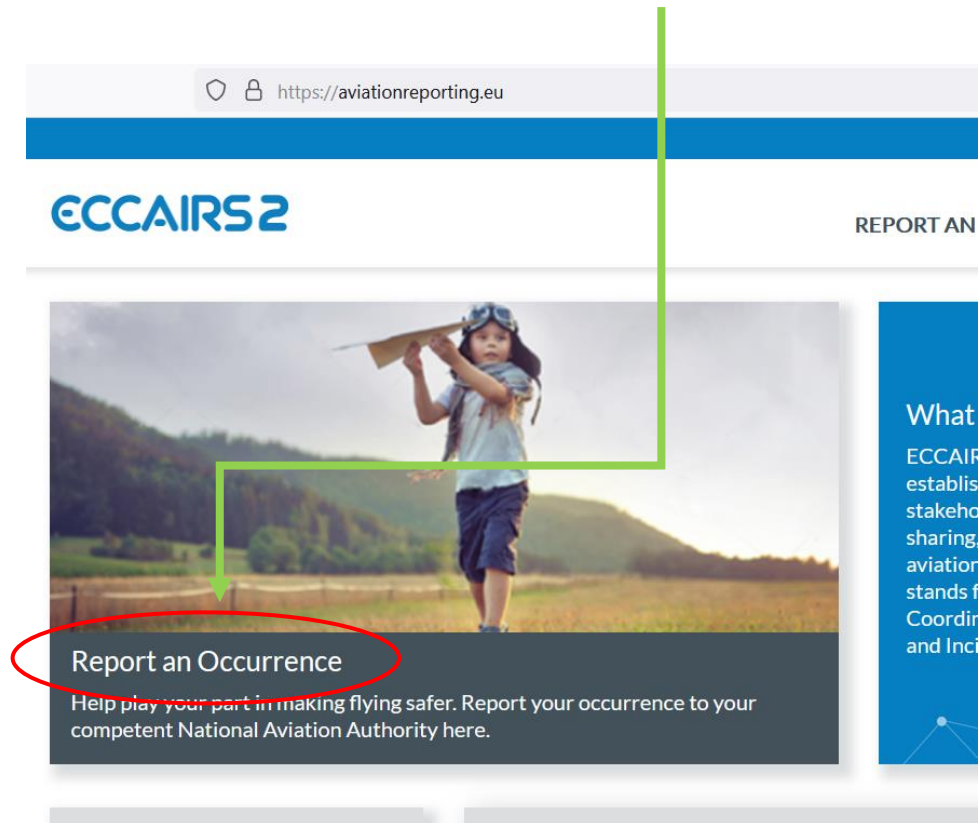 https://aviationreporting.eu
ECCAIRS2
REPORT AN
Report an Occurrence
Help play your part in making flying safer. Report your occurrence to your
competent National Aviation Authority here.
What
ECCAIR
establis
stakeho
sharing,
aviation
stands f
Coordin
and Inci